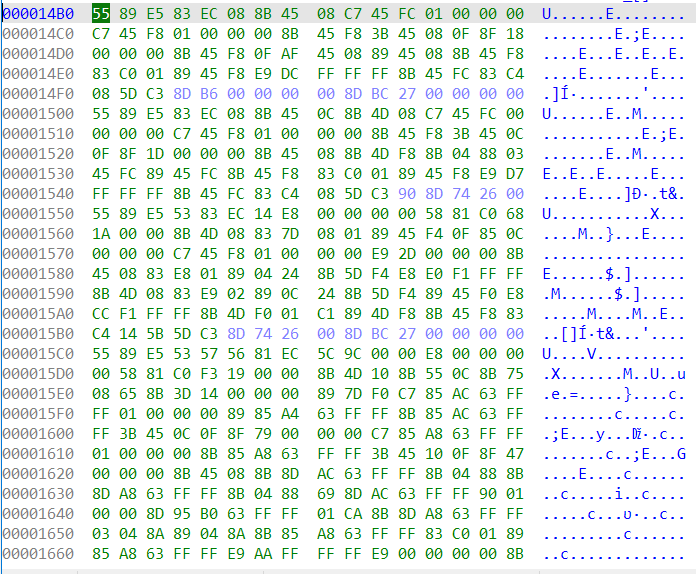 000014B0 55 89 E5 83 EC 08 8B 45 08 C7 45 FC 01 00 00 00 U......E........
000014C0 C7 45 F8 01 00 00 00 8B 45 F8 3B 45 08 0F 8F 18 ........E.;E....
000014D0 00 00 00 8B 45 F8 0F AF 45 08 89 45 08 8B 45 F8 ....E...E..E..E.
000014E0 83 C0 01 89 45 F8 E9 DC FF FF FF 8B 45 FC 83 C4 ....E.......E...
000014F0 08 5D C3 8D B6 00 00 00 00 8D BC 27 00 00 00 00 .]Í·.......'....
00001500 55 89 E5 83 EC 08 8B 45 0C 8B 4D 08 C7 45 FC 00 U......E..M.....
00001510 00 00 00 C7 45 F8 01 00 00 00 8B 45 F8 3B 45 0C ...........E.;E.
00001520 0F 8F 1D 00 00 00 8B 45 08 8B 4D F8 8B 04 88 03 .......E..M.....
00001530 45 FC 89 45 FC 8B 45 F8 83 C0 01 89 45 F8 E9 D7 E..E..E.....E...
00001540 FF FF FF 8B 45 FC 83 C4 08 5D C3 90 8D 74 26 00 ....E....]Ð·.t&.
00001550 55 89 E5 53 83 EC 14 E8 00 00 00 00 58 81 C0 68 U...........X...
00001560 1A 00 00 8B 4D 08 83 7D 08 01 89 45 F4 0F 85 0C ....M..}...E....
00001570 00 00 00 C7 45 F8 01 00 00 00 E9 2D 00 00 00 8B ................
00001580 45 08 83 E8 01 89 04 24 8B 5D F4 E8 E0 F1 FF FF E......$.]......
00001590 8B 4D 08 83 E9 02 89 0C 24 8B 5D F4 89 45 F0 E8 .M......$.].....
000015A0 CC F1 FF FF 8B 4D F0 01 C1 89 4D F8 8B 45 F8 83 .....M....M..E..
000015B0 C4 14 5B 5D C3 8D 74 26 00 8D BC 27 00 00 00 00 ..[]Í·t&...'....
000015C0 55 89 E5 53 57 56 81 EC 5C 9C 00 00 E8 00 00 00 U....V..........
000015D0 00 58 81 C0 F3 19 00 00 8B 4D 10 8B 55 0C 8B 75 .X.......M..U..u
000015E0 08 65 8B 3D 14 00 00 00 89 7D F0 C7 85 AC 63 FF .e.=.....}....c.
000015F0 FF 01 00 00 00 89 85 A4 63 FF FF 8B 85 AC 63 FF ........c.....c.
00001600 FF 3B 45 0C 0F 8F 79 00 00 00 C7 85 A8 63 FF FF .;E...y...Ǆ·c..
00001610 01 00 00 00 8B 85 A8 63 FF FF 3B 45 10 0F 8F 47 .......c..;E...G
00001620 00 00 00 8B 45 08 8B 8D AC 63 FF FF 8B 04 88 8B ....E....c......
00001630 8D A8 63 FF FF 8B 04 88 69 8D AC 63 FF FF 90 01 ..c.....i..c....
00001640 00 00 8D 95 B0 63 FF FF 01 CA 8B 8D A8 63 FF FF .....c...ʋ·..c..
00001650 03 04 8A 89 04 8A 8B 85 A8 63 FF FF 83 C0 01 89 .........c......
00001660 85 A8 63 FF FF E9 AA FF FF FF E9 00 00 00 00 8B ..c.............